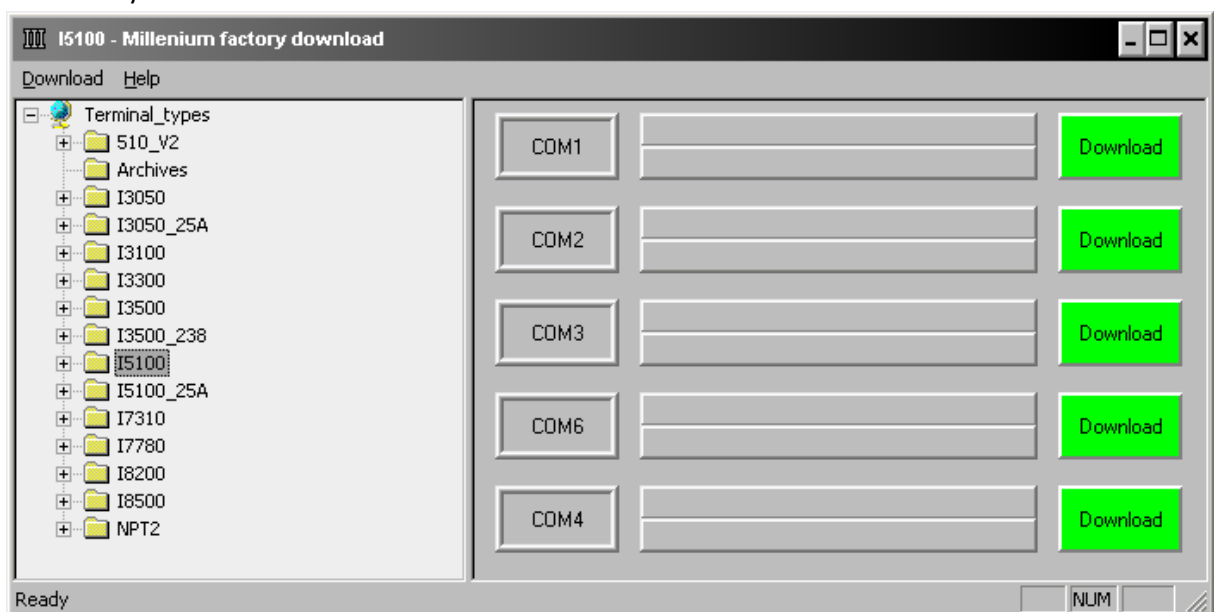 I5100 - Millenium factory download
Download Help
Terminal_types
510_V2
Archives
I3050
I3050_25A
I3100
I3300
I3500
I3500_238
I5100
I5100_25A
I7310
I7780
I8200
I8500
NPT2
COM1 Download
COM2 Download
COM3 Download
COM6 Download
COM4 Download
Ready NUM